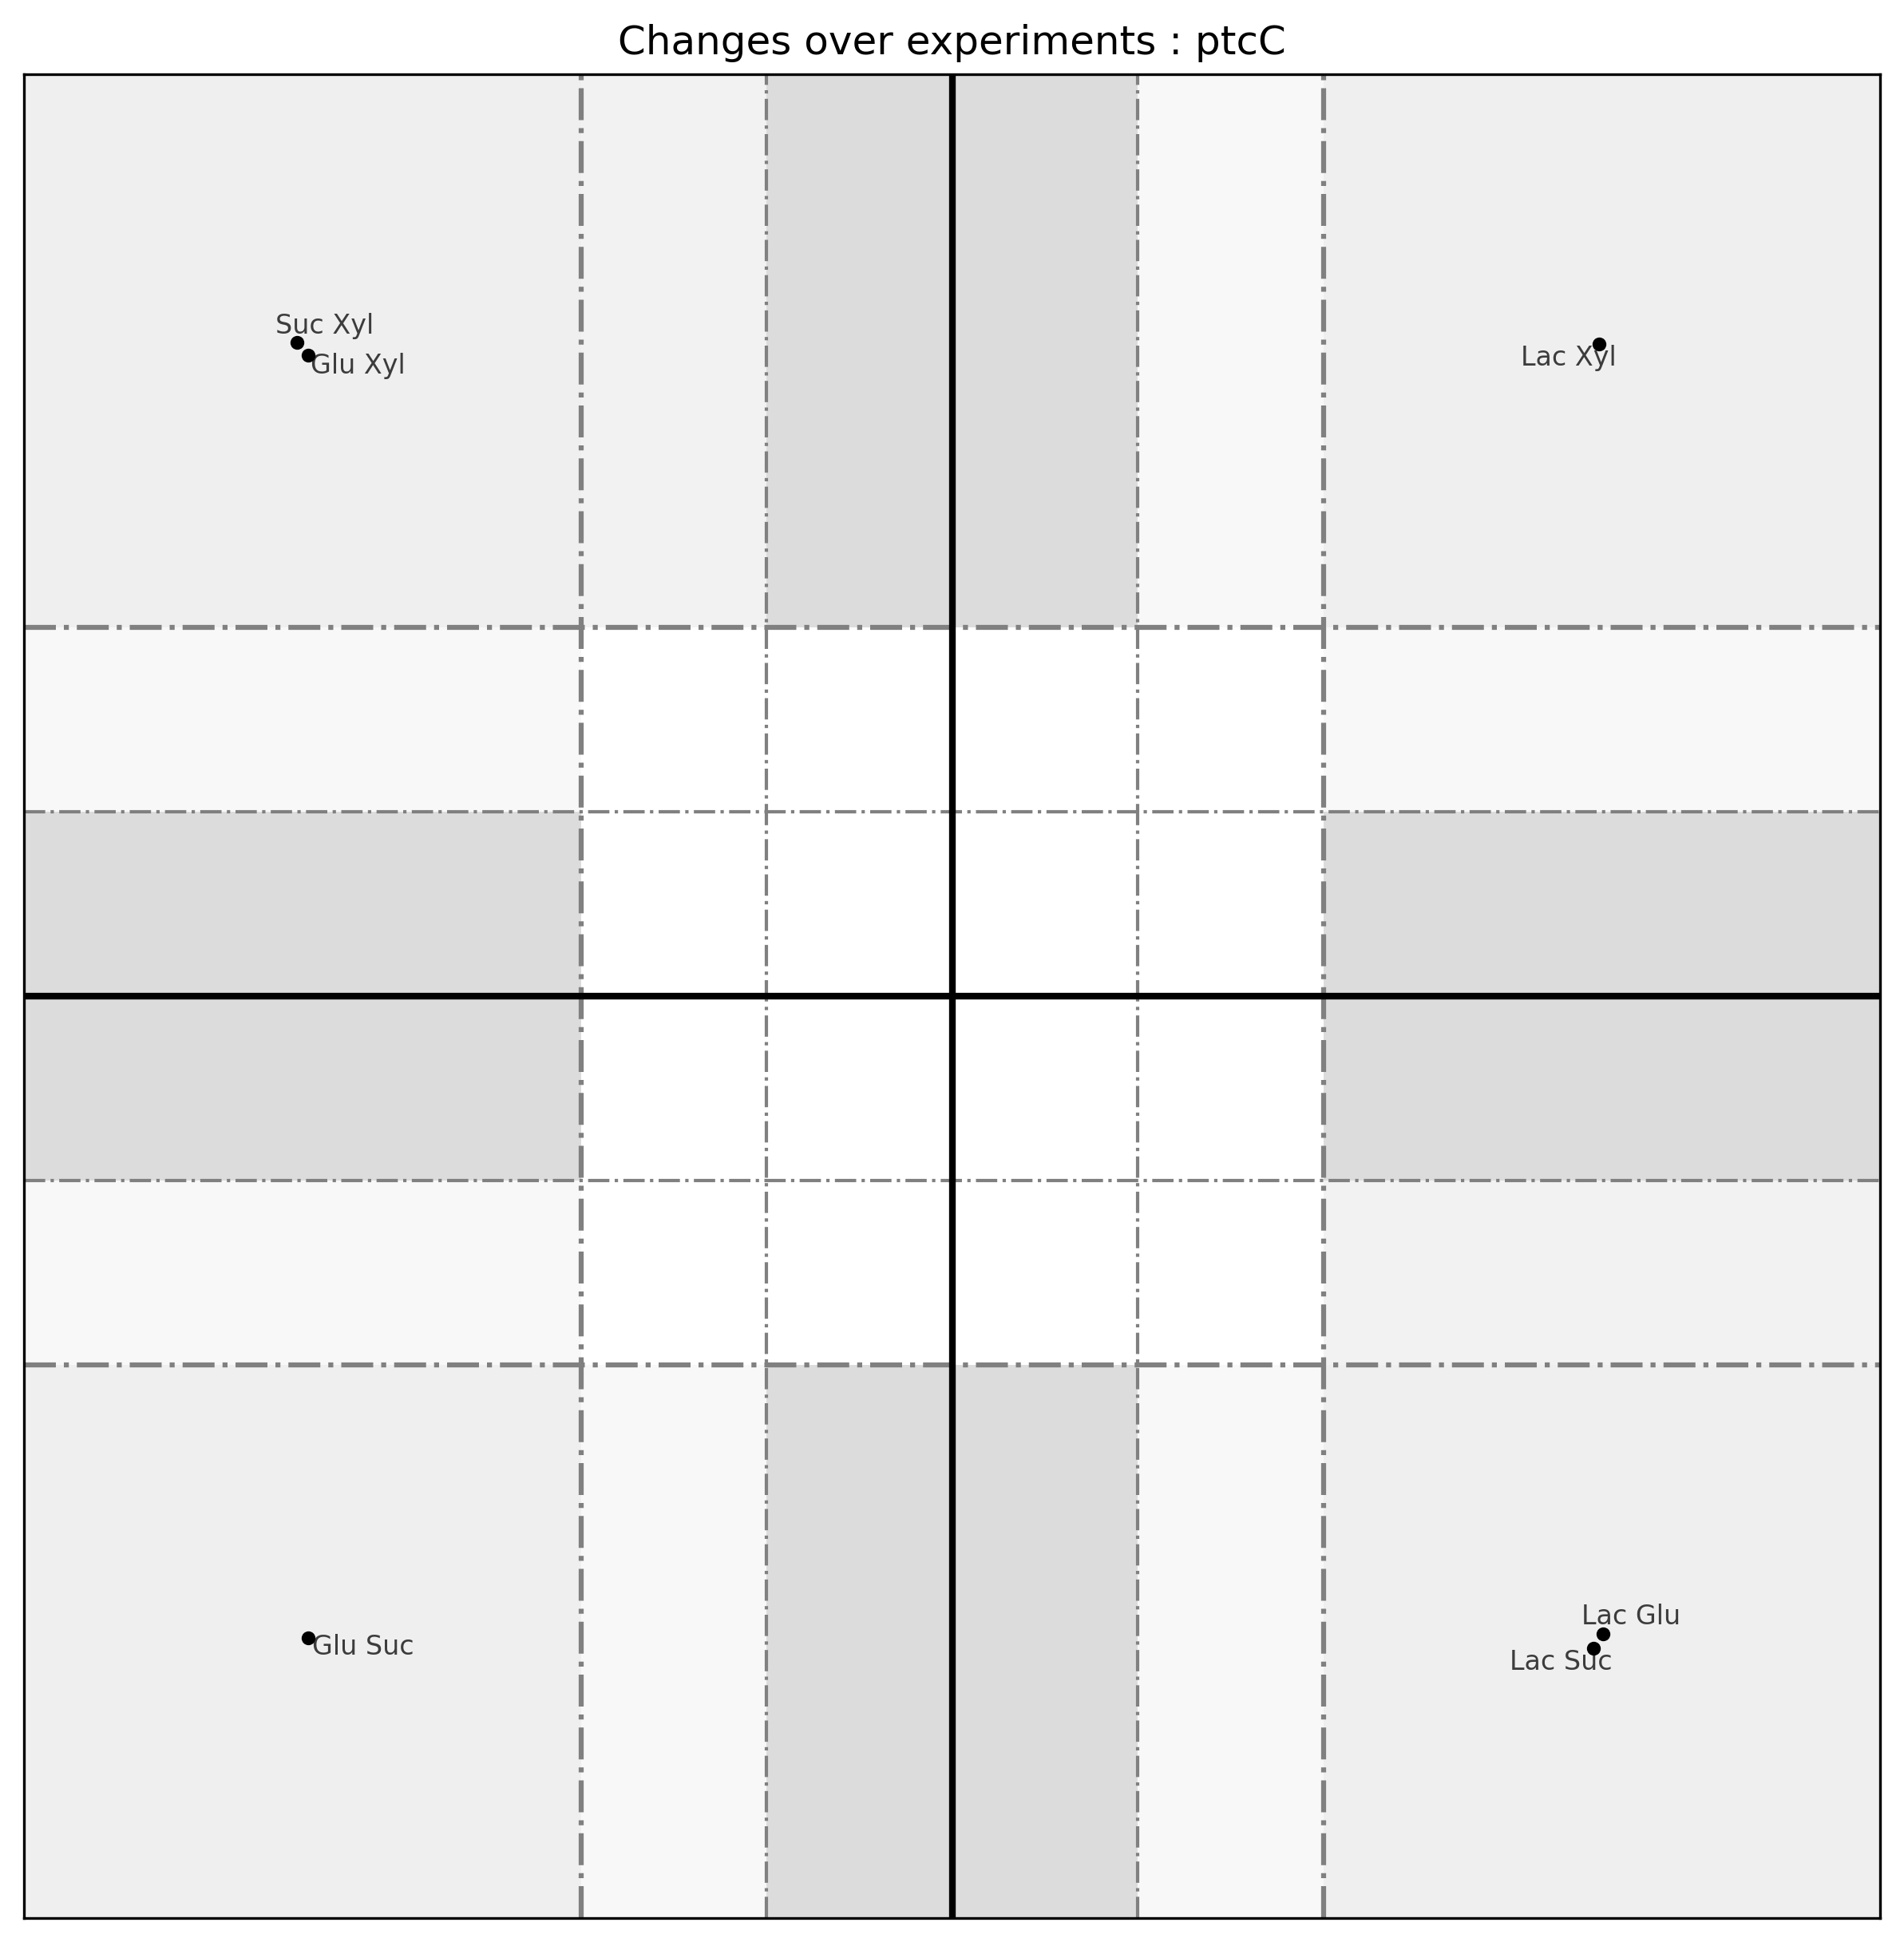 Changes over experiments : ptcC
Suc Xyl
Glu Xyl
Lac Xyl
Lac Glu
Glu Suc
Lac Suc